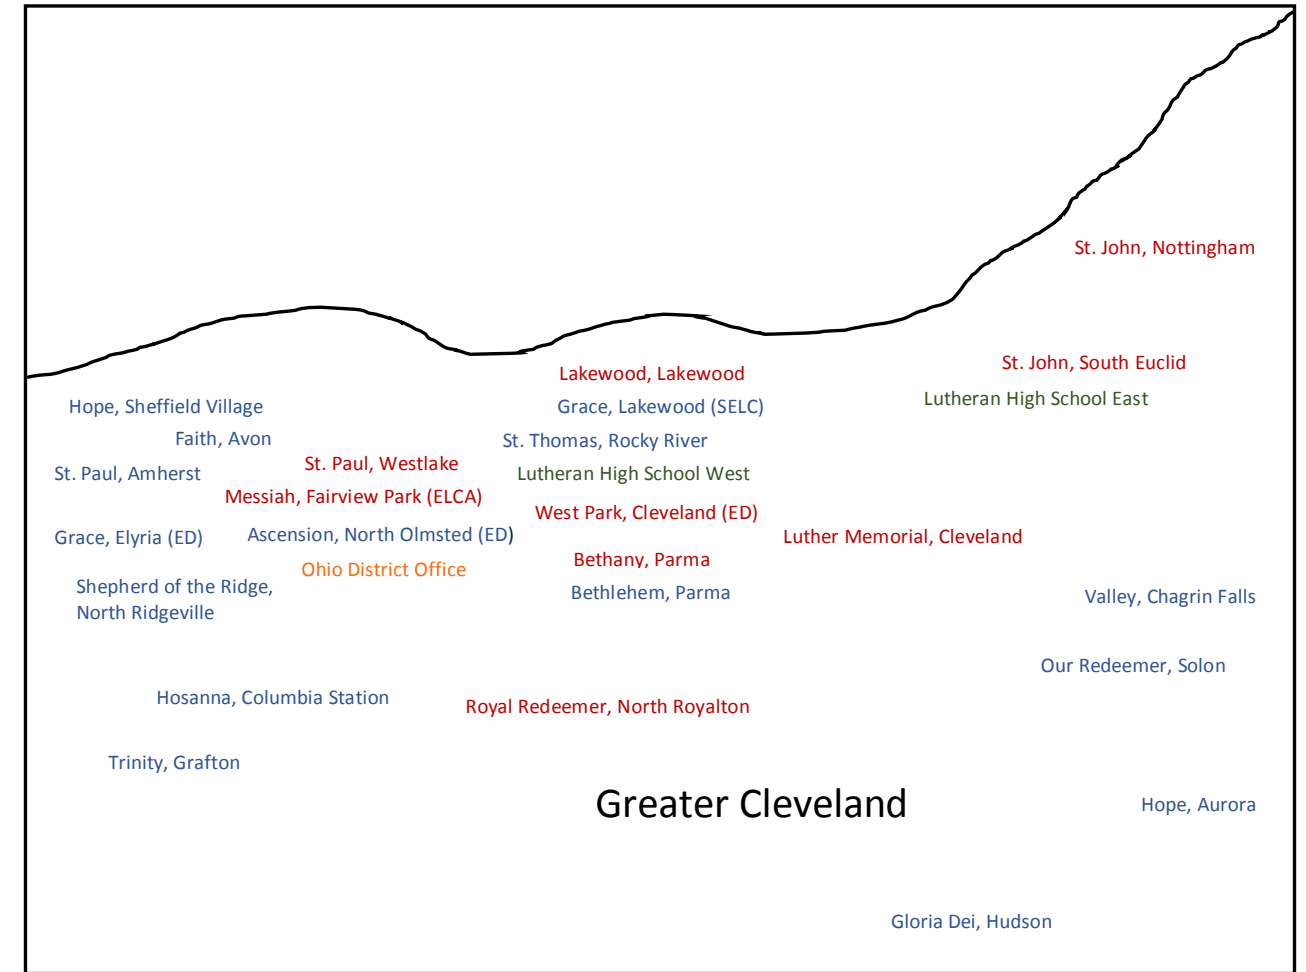 St. John, Nottingham
St. John, South Euclid
Lakewood, Lakewood
Lutheran High School East
Hope, Sheffield Village
Grace, Lakewood (SELC)
Faith, Avon
St. Thomas, Rocky River
St. Paul, Westlake
St. Paul, Amherst
Lutheran High School West
Messiah, Fairview Park (ELCA)
West Park, Cleveland (ED)
Grace, Elyria (ED)
Ascension, North Olmsted (ED)
Luther Memorial, Cleveland
Bethany, Parma
Ohio District Office
Shepherd of the Ridge,
North Ridgeville
Bethlehem, Parma
Valley, Chagrin Falls
Our Redeemer, Solon
Hosanna, Columbia Station
Royal Redeemer, North Royalton
Trinity, Grafton
Greater Cleveland
Hope, Aurora
Gloria Dei, Hudson